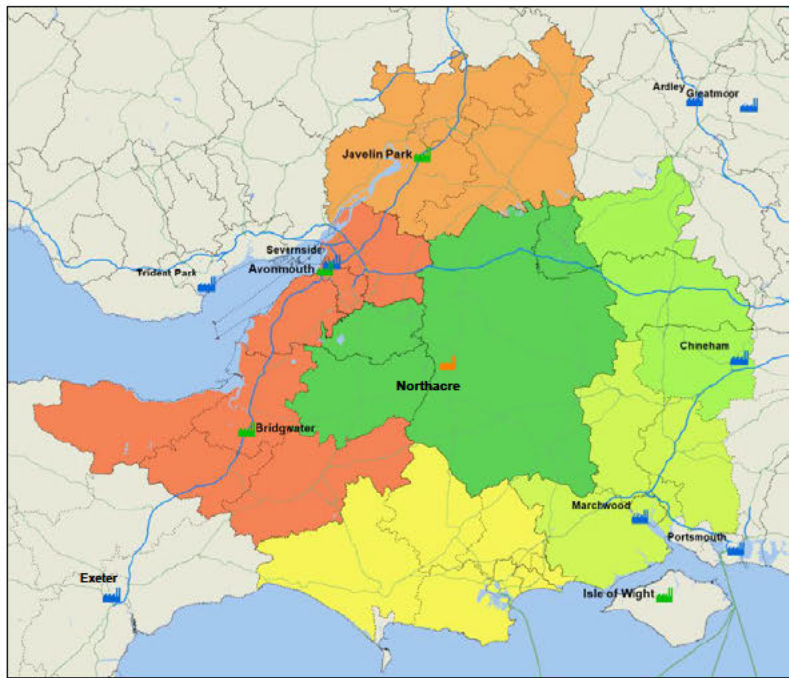 Ardley
Greatmoor
Javelin Park
Severnside
Avonmouth
Trident Park
Chineham
Northacre
Bridgwater
Marchwood
Portsmouth
Exeter
Isle of Wight